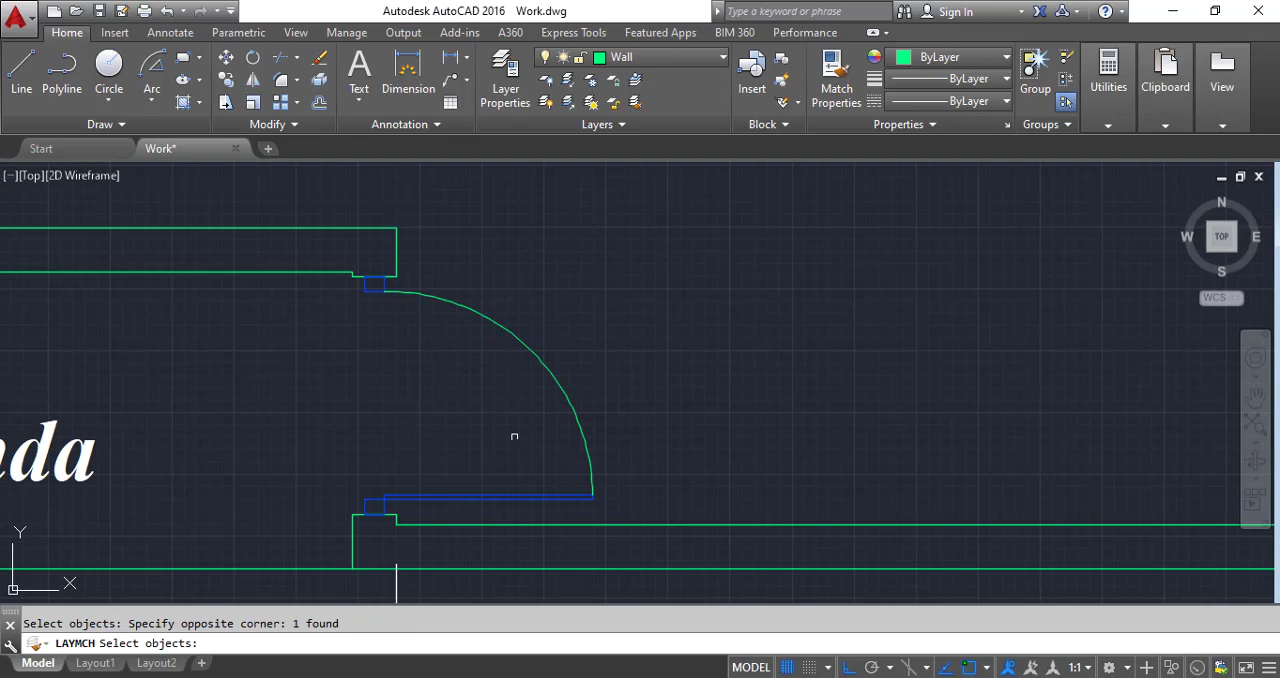 Autodesk AutoCAD 2016 Work.dwg
Type a keyword or phrase
Sign In
Home Insert Annotate Parametric View Manage Output Add-ins A360 Express Tools Featured Apps BIM 360 Performance
Line Polyline Circle Arc
Draw
Modify
Text Dimension
Annotation
Layer Properties
Wall
Layers
Insert
Block
Match Properties
ByLayer
ByLayer
ByLayer
Properties
Group
Groups
Utilities
Clipboard
View
Start Work*
[−][Top][2D Wireframe]
N
W TOP E
S
WCS
nda
Y
X
Select objects: Specify opposite corner: 1 found
LAYMCH Select objects:
Model Layout1 Layout2 +
MODEL 1:1